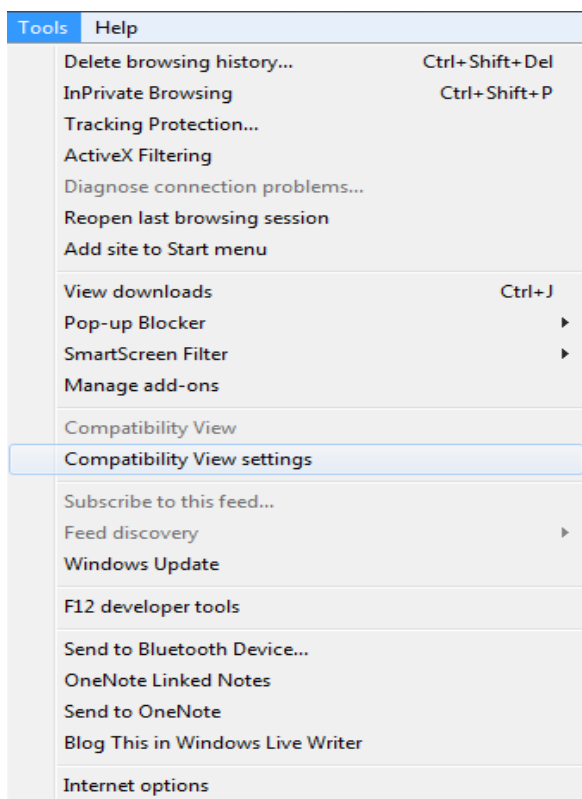 Tools Help
Delete browsing history... Ctrl+Shift+Del
InPrivate Browsing Ctrl+Shift+P
Tracking Protection...
ActiveX Filtering
Diagnose connection problems...
Reopen last browsing session
Add site to Start menu
View downloads Ctrl+J
Pop-up Blocker
SmartScreen Filter
Manage add-ons
Compatibility View
Compatibility View settings
Subscribe to this feed...
Feed discovery
Windows Update
F12 developer tools
Send to Bluetooth Device...
OneNote Linked Notes
Send to OneNote
Blog This in Windows Live Writer
Internet options